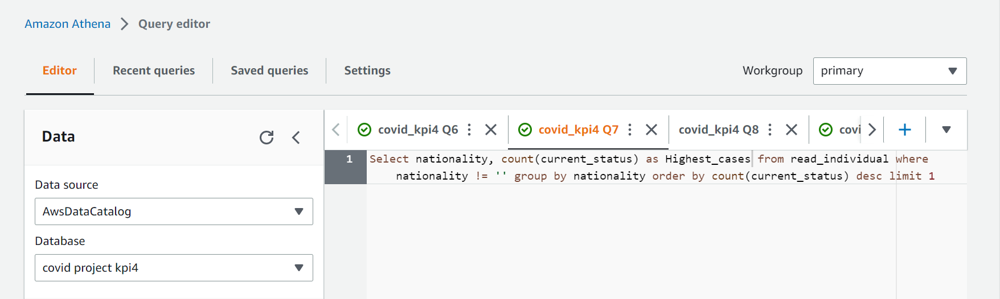 Amazon Athena > Query editor
Editor Recent queries Saved queries Settings Workgroup primary
Data
covid_kpi4 Q6 covid_kpi4 Q7 covid_kpi4 Q8 covi
1 Select nationality, count(current_status) as Highest_cases from read_individual where
nationality != '' group by nationality order by count(current_status) desc limit 1
Data source
AwsDataCatalog
Database
covid project kpi4